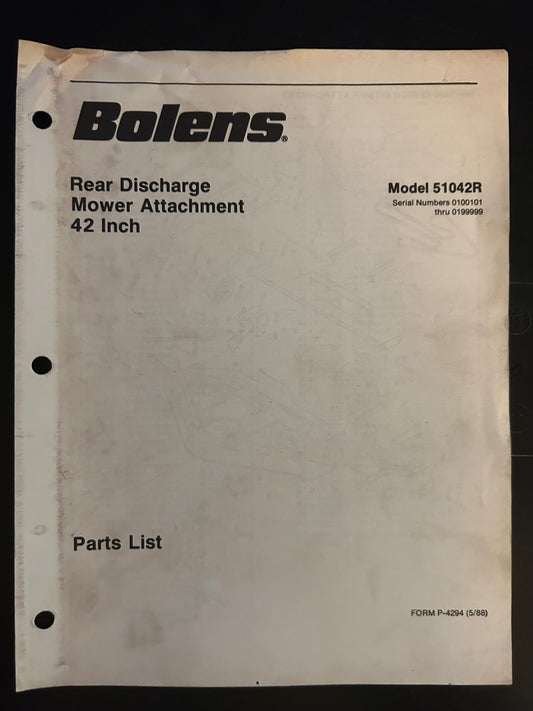 Bolens®
Rear Discharge
Mower Attachment
42 Inch
Model 51042R
Serial Numbers 0100101
thru 0199999
Parts List
FORM P-4294 (5/88)